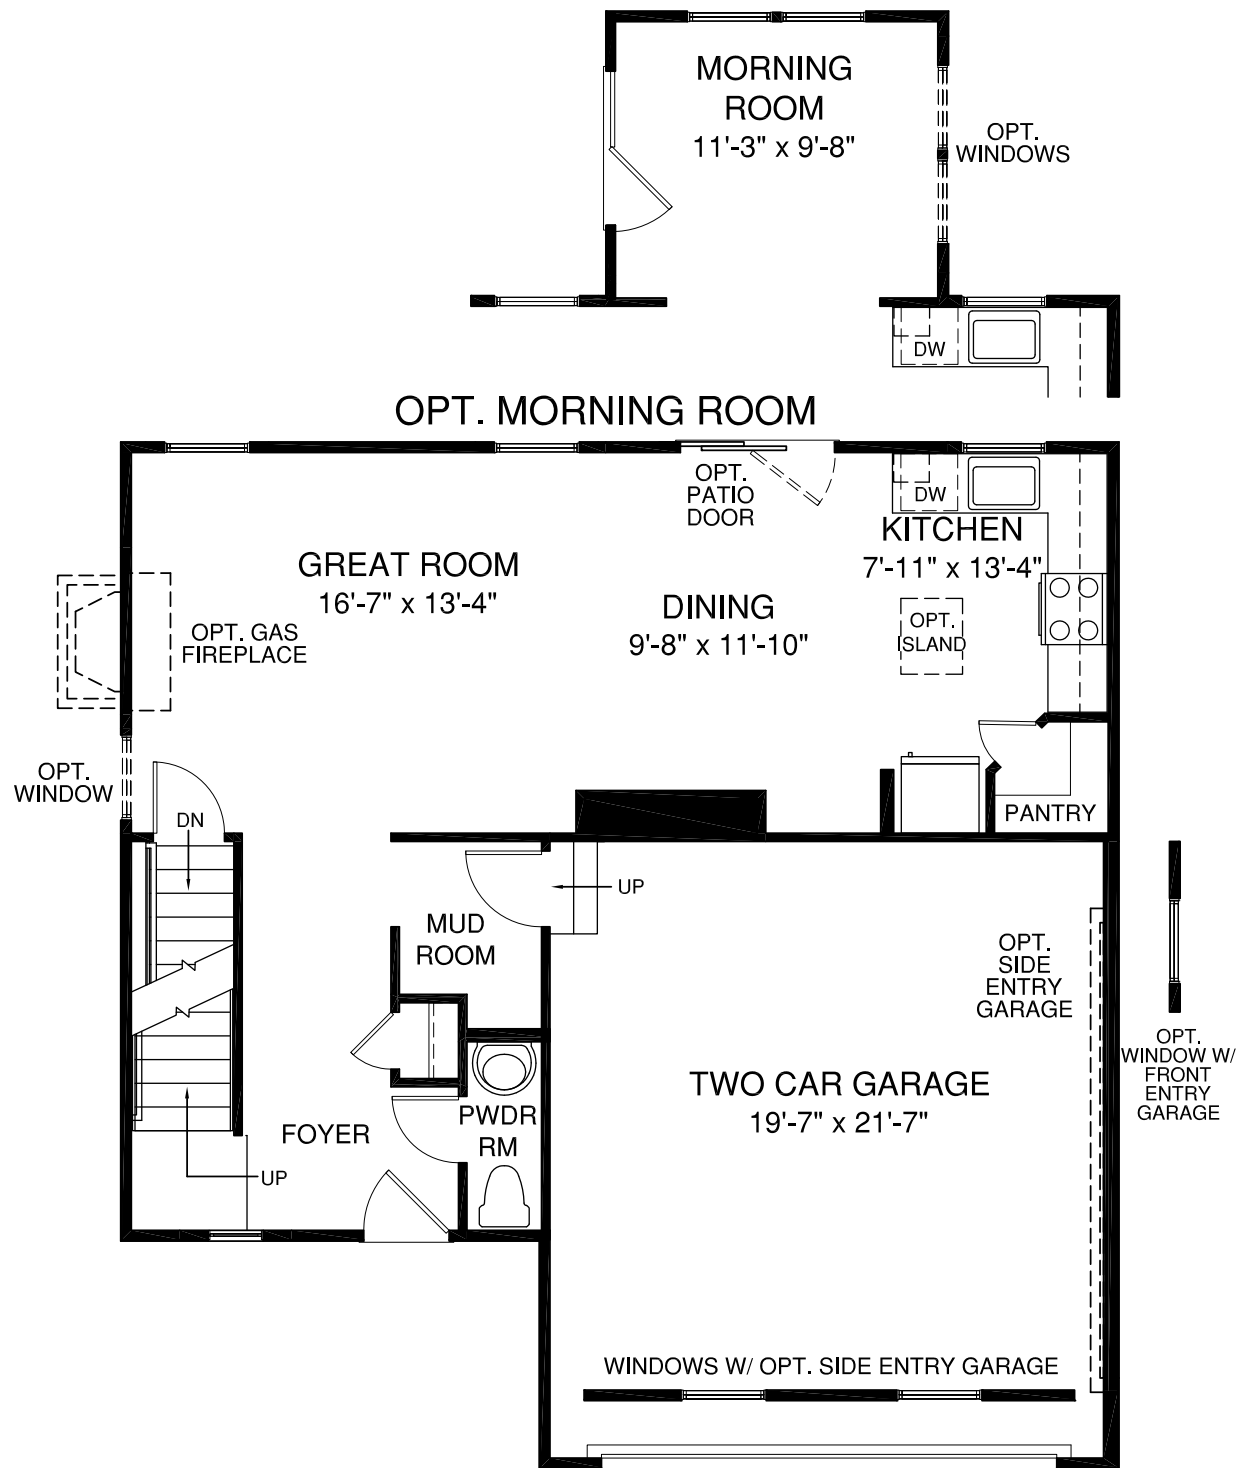 MORNING
ROOM
11'-3" x 9'-8"
OPT.
WINDOWS
DW
OPT. MORNING ROOM
OPT.
PATIO
DOOR
DW
KITCHEN
7'-11" x 13'-4"
GREAT ROOM
16'-7" x 13'-4"
DINING
9'-8" x 11'-10"
OPT.
ISLAND
OPT. GAS
FIREPLACE
OPT.
WINDOW
DN
PANTRY
UP
MUD
ROOM
OPT.
SIDE
ENTRY
GARAGE
OPT.
WINDOW W/
FRONT
ENTRY
GARAGE
TWO CAR GARAGE
19'-7" x 21'-7"
PWDR
RM
FOYER
UP
WINDOWS W/ OPT. SIDE ENTRY GARAGE